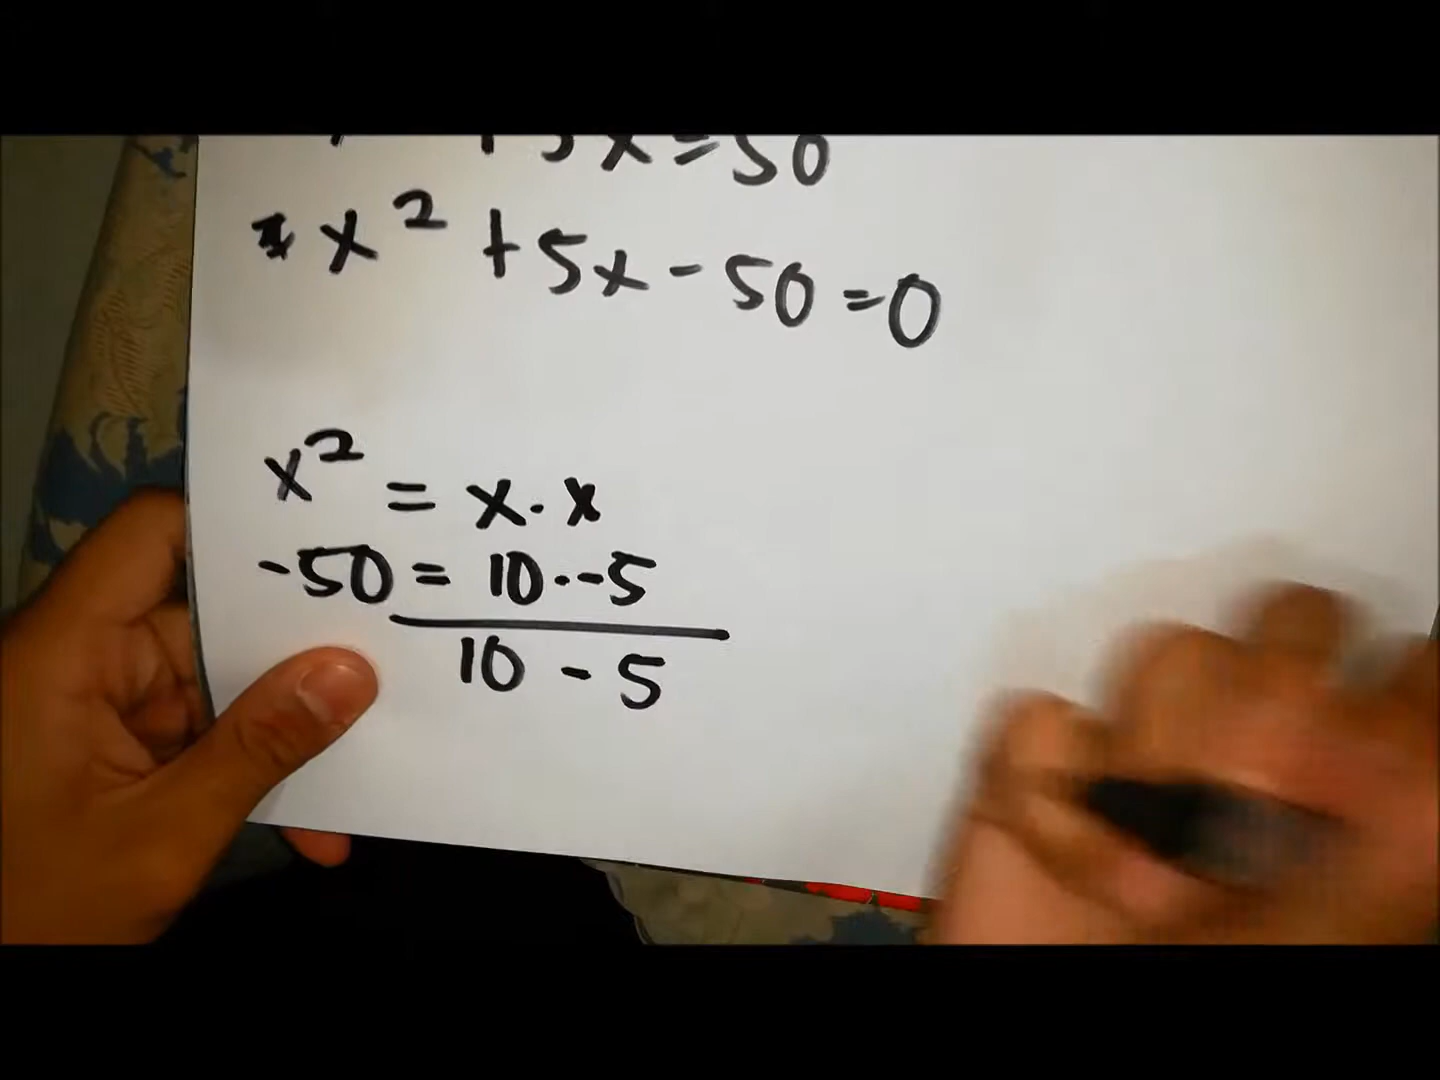 + 5x = 50
* x² + 5x - 50 = 0
x² = x · x
-50 = 10 · -5
10 - 5